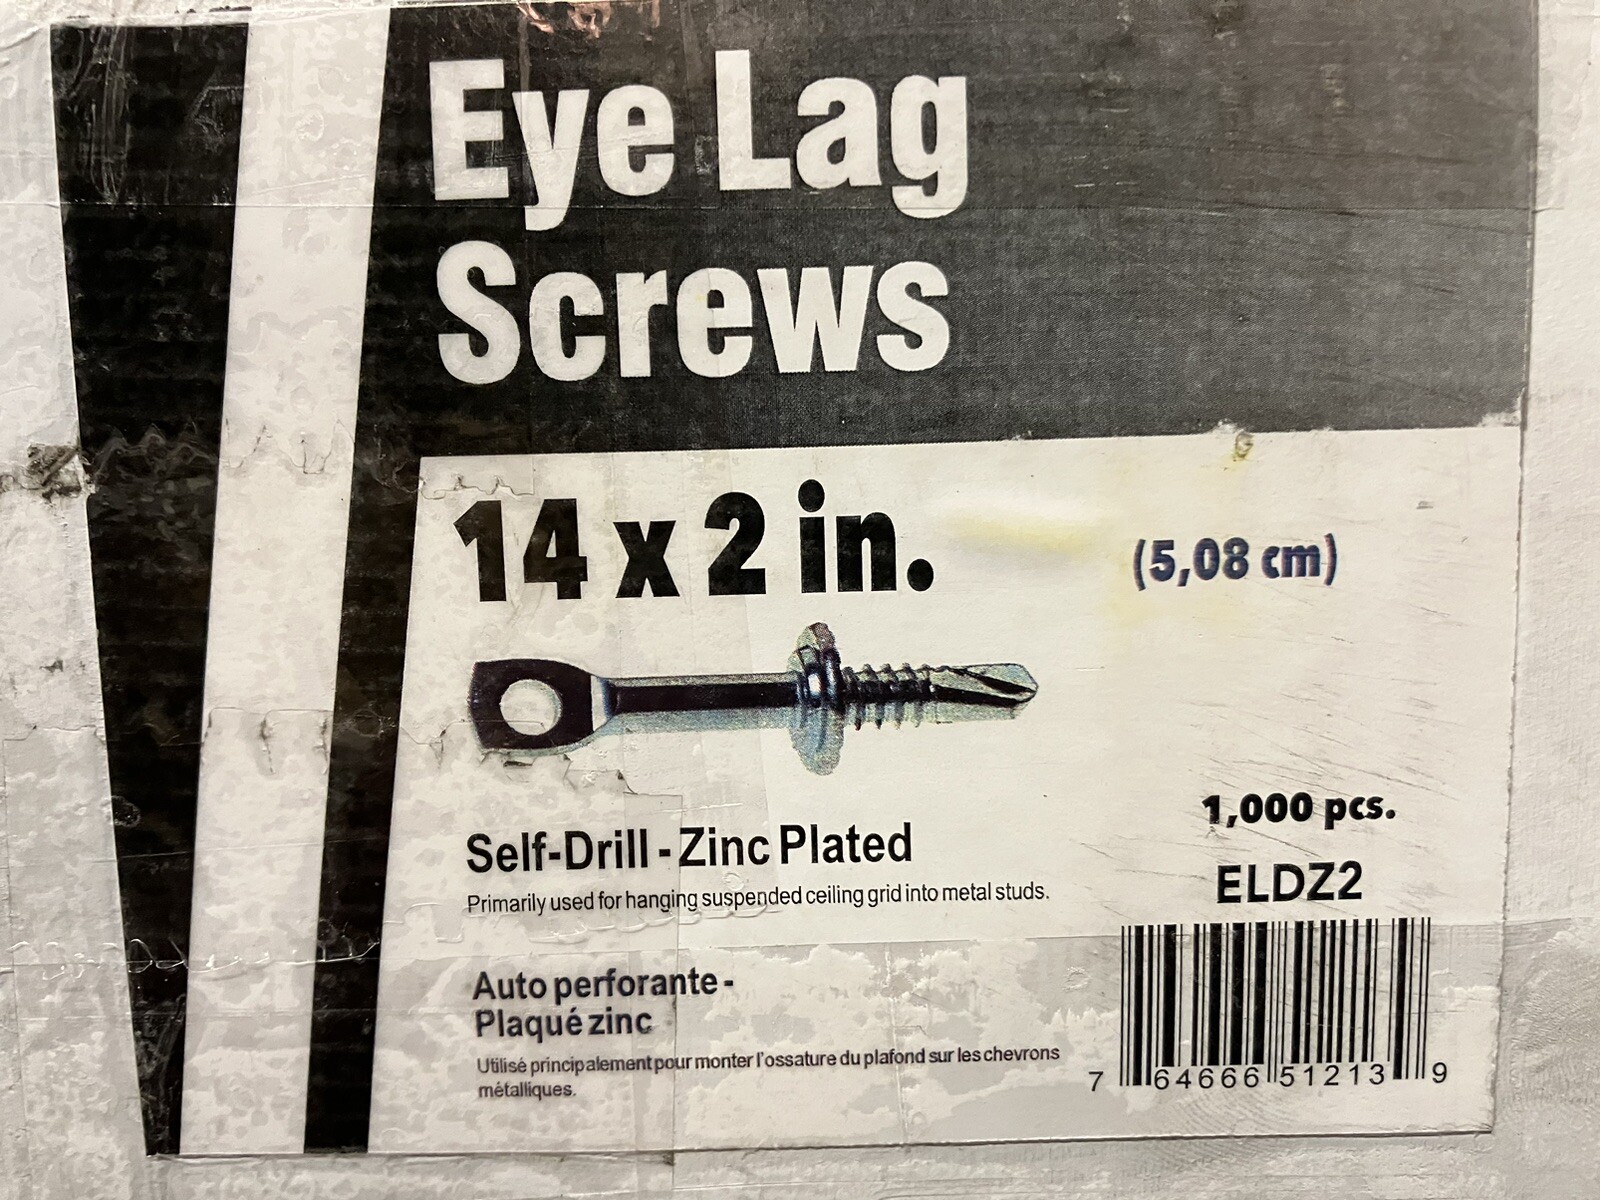 Eye Lag
Screws
14 x 2 in.
(5,08 cm)
1,000 pcs.
Self-Drill - Zinc Plated
ELDZ2
Primarily used for hanging suspended ceiling grid into metal studs.
Auto perforante -
Plaqué zinc
Utilisé principalement pour monter l'ossature du plafond sur les chevrons
métalliques.
7 64666 51213 9